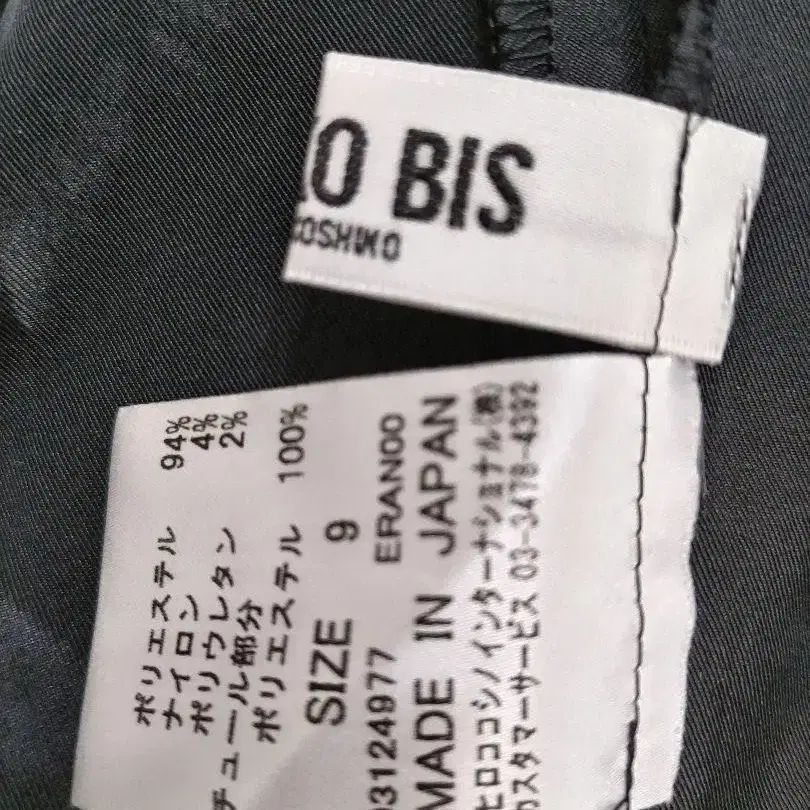 KO BIS
KOSHINO
ポリエステル 94%
ナイロン 4%
ポリウレタン 2%
チュール部分
ポリエステル 100%
SIZE 9
3124977 ERANOO
MADE IN JAPAN
ヒロココシノインターナショナル(株)
カスタマーサービス 03-3478-4392